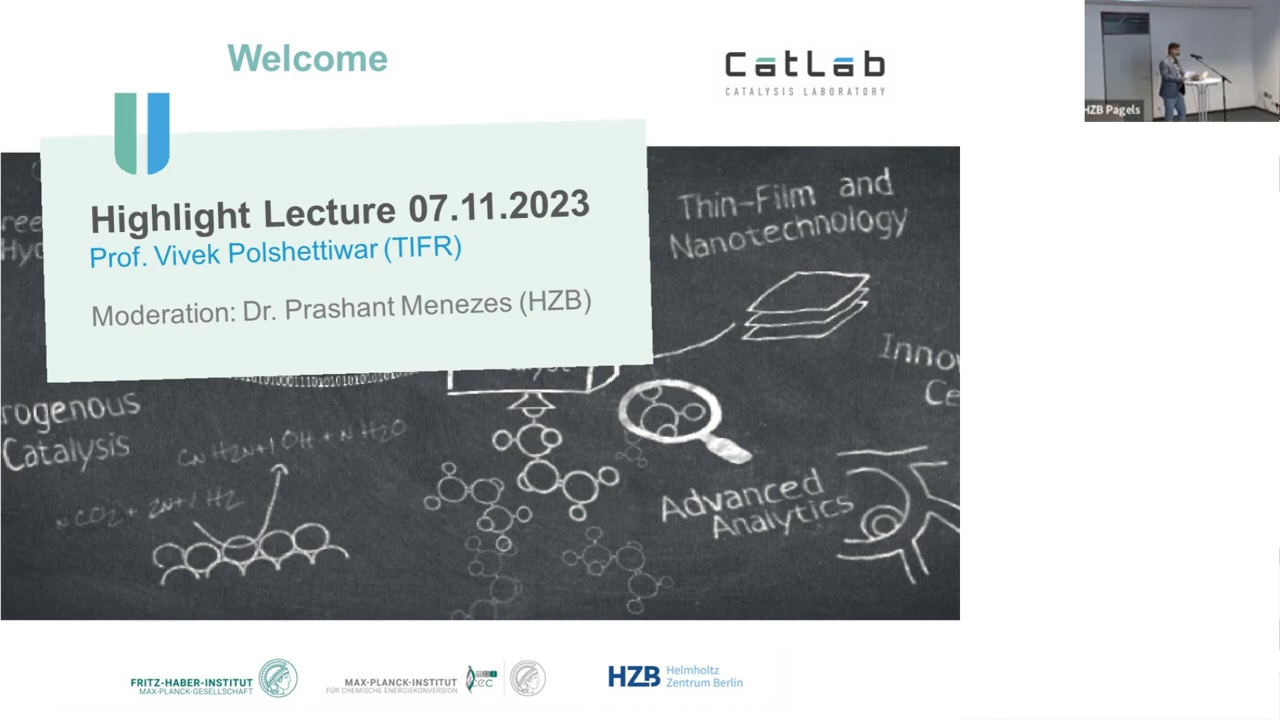 Welcome
CatLab
CATALYSIS LABORATORY
HZB Pagels
Highlight Lecture 07.11.2023
Prof. Vivek Polshettiwar (TIFR)
Moderation: Dr. Prashant Menezes (HZB)
Thin-Film and
Nanotechnology
rogenous
Catalysis
Advanced
Analytics
FRITZ-HABER-INSTITUT
MAX-PLANCK-GESELLSCHAFT
MAX-PLANCK-INSTITUT
FÜR CHEMISCHE ENERGIEKONVERSION
cec
HZB Helmholtz
Zentrum Berlin